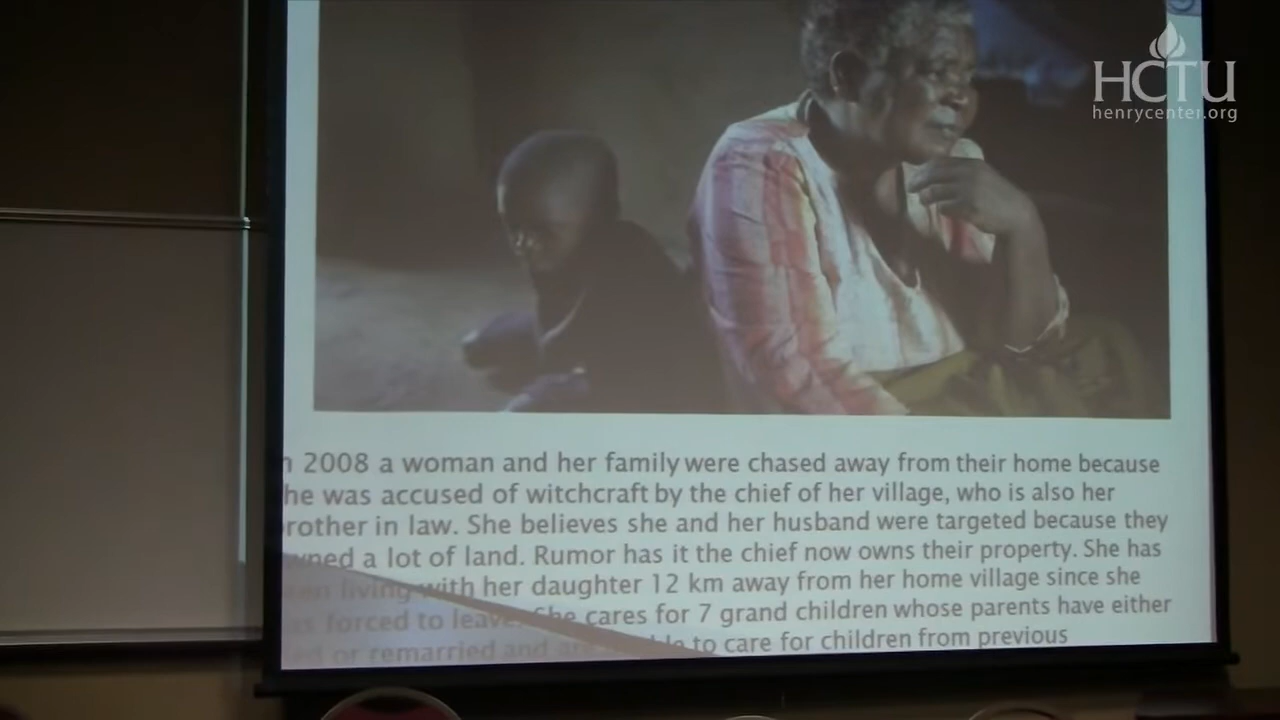 HCTU
henrycenter.org
2008 a woman and her family were chased away from their home because
he was accused of witchcraft by the chief of her village, who is also her
rother in law. She believes she and her husband were targeted because they
ned a lot of land. Rumor has it the chief now owns their property. She has
living with her daughter 12 km away from her home village since she
forced to leave. She cares for 7 grand children whose parents have either
or remarried and are to care for children from previous